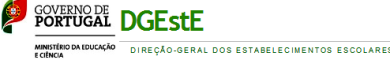 GOVERNO DE
PORTUGAL
MINISTÉRIO DA EDUCAÇÃO
E CIÊNCIA
DGEstE
DIREÇÃO-GERAL DOS ESTABELECIMENTOS ESCOLARES